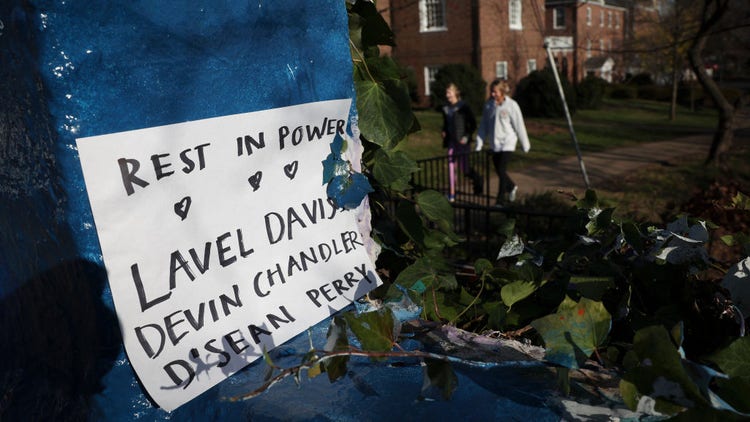 REST IN POWER
LAVEL DAVIS
DEVIN CHANDLER
D'SEAN PERRY